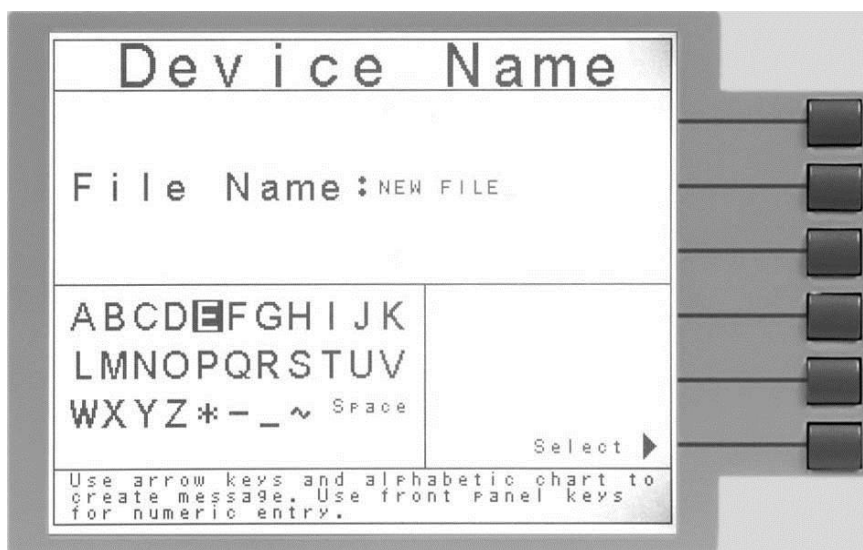 Device Name
File Name: NEW FILE
ABCDEFGHIJK
LMNOPQRSTUV
WXYZ*-_~ Space
Select
Use arrow keys and alphabetic chart to
create message. Use front panel keys
for numeric entry.